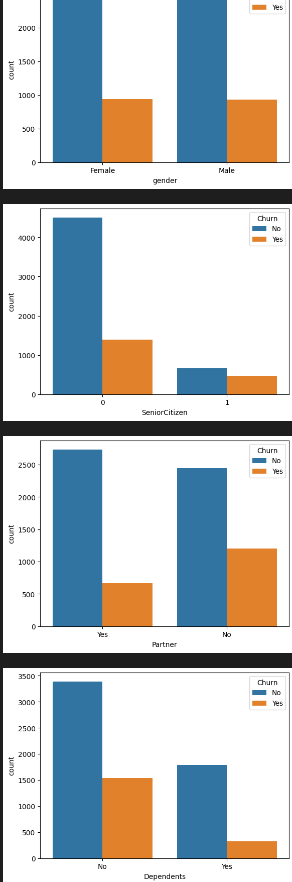 Yes
2000
1500
1000
500
0
count
Female Male
gender
Churn
No
Yes
4000
3000
2000
1000
0
count
0 1
SeniorCitizen
Churn
No
Yes
2500
2000
1500
1000
500
0
count
Yes No
Partner
Churn
No
Yes
3500
3000
2500
2000
1500
1000
500
0
count
No Yes
Dependents